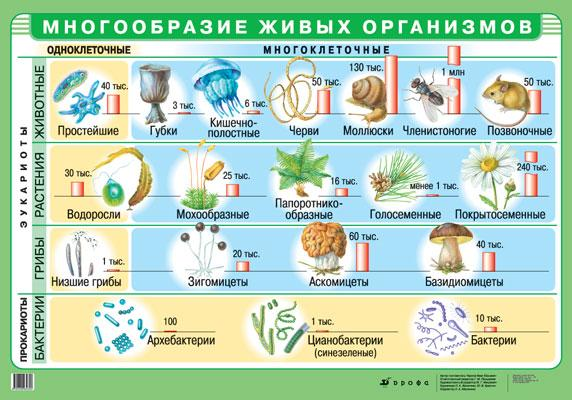 МНОГООБРАЗИЕ ЖИВЫХ ОРГАНИЗМОВ
ОДНОКЛЕТОЧНЫЕ
МНОГОКЛЕТОЧНЫЕ
ЭУКАРИОТЫ
ЖИВОТНЫЕ
40 тыс.
3 тыс.
6 тыс.
50 тыс.
130 тыс.
1 млн
50 тыс.
Простейшие
Губки
Кишечно-
полостные
Черви
Моллюски
Членистоногие
Позвоночные
РАСТЕНИЯ
30 тыс.
25 тыс.
16 тыс.
менее 1 тыс.
240 тыс.
Водоросли
Мохообразные
Папоротнико-
образные
Голосеменные
Покрытосеменные
ГРИБЫ
1 тыс.
20 тыс.
60 тыс.
40 тыс.
Низшие грибы
Зигомицеты
Аскомицеты
Базидиомицеты
ПРОКАРИОТЫ
БАКТЕРИИ
100
1 тыс.
10 тыс.
Архебактерии
Цианобактерии
(синезеленые)
Бактерии
дрофа